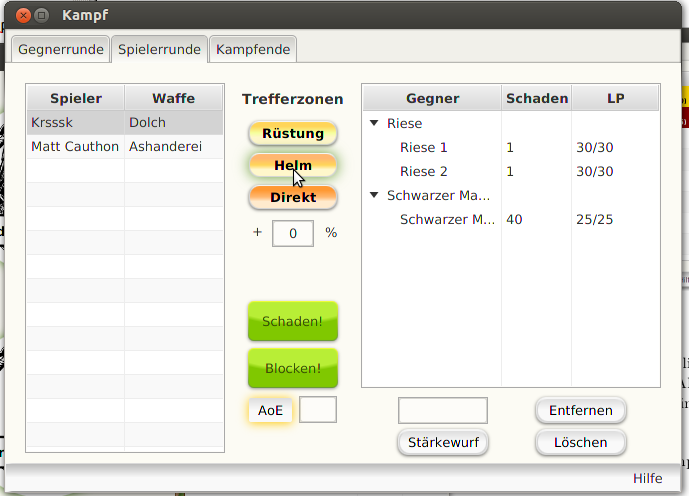 Kampf
Gegnerrunde Spielerrunde Kampfende
Spieler Waffe
Krsssk Dolch
Matt Cauthon Ashanderei
Trefferzonen
Rüstung
Helm
Direkt
+ 0 %
Schaden!
Blocken!
AoE
Gegner Schaden LP
Riese
Riese 1 1 30/30
Riese 2 1 30/30
Schwarzer Ma...
Schwarzer M... 40 25/25
Entfernen
Stärkewurf Löschen
Hilfe